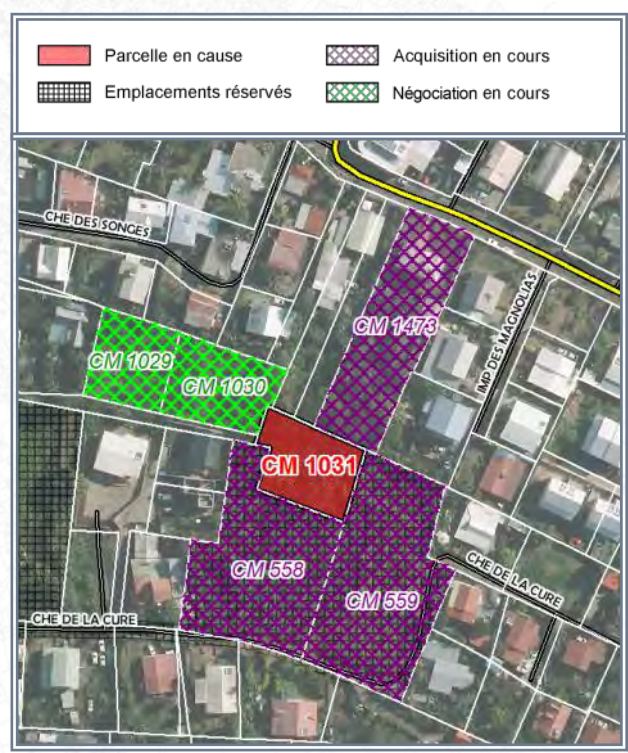 Parcelle en cause
Acquisition en cours
Emplacements réservés
Négociation en cours
CHE DES SONGES
CM 1473
IMP DES MAGNOLIAS
CM 1029
CM 1030
CM 1031
CM 558
CM 559
CHE DE LA CURE
CHE DE LA CURE